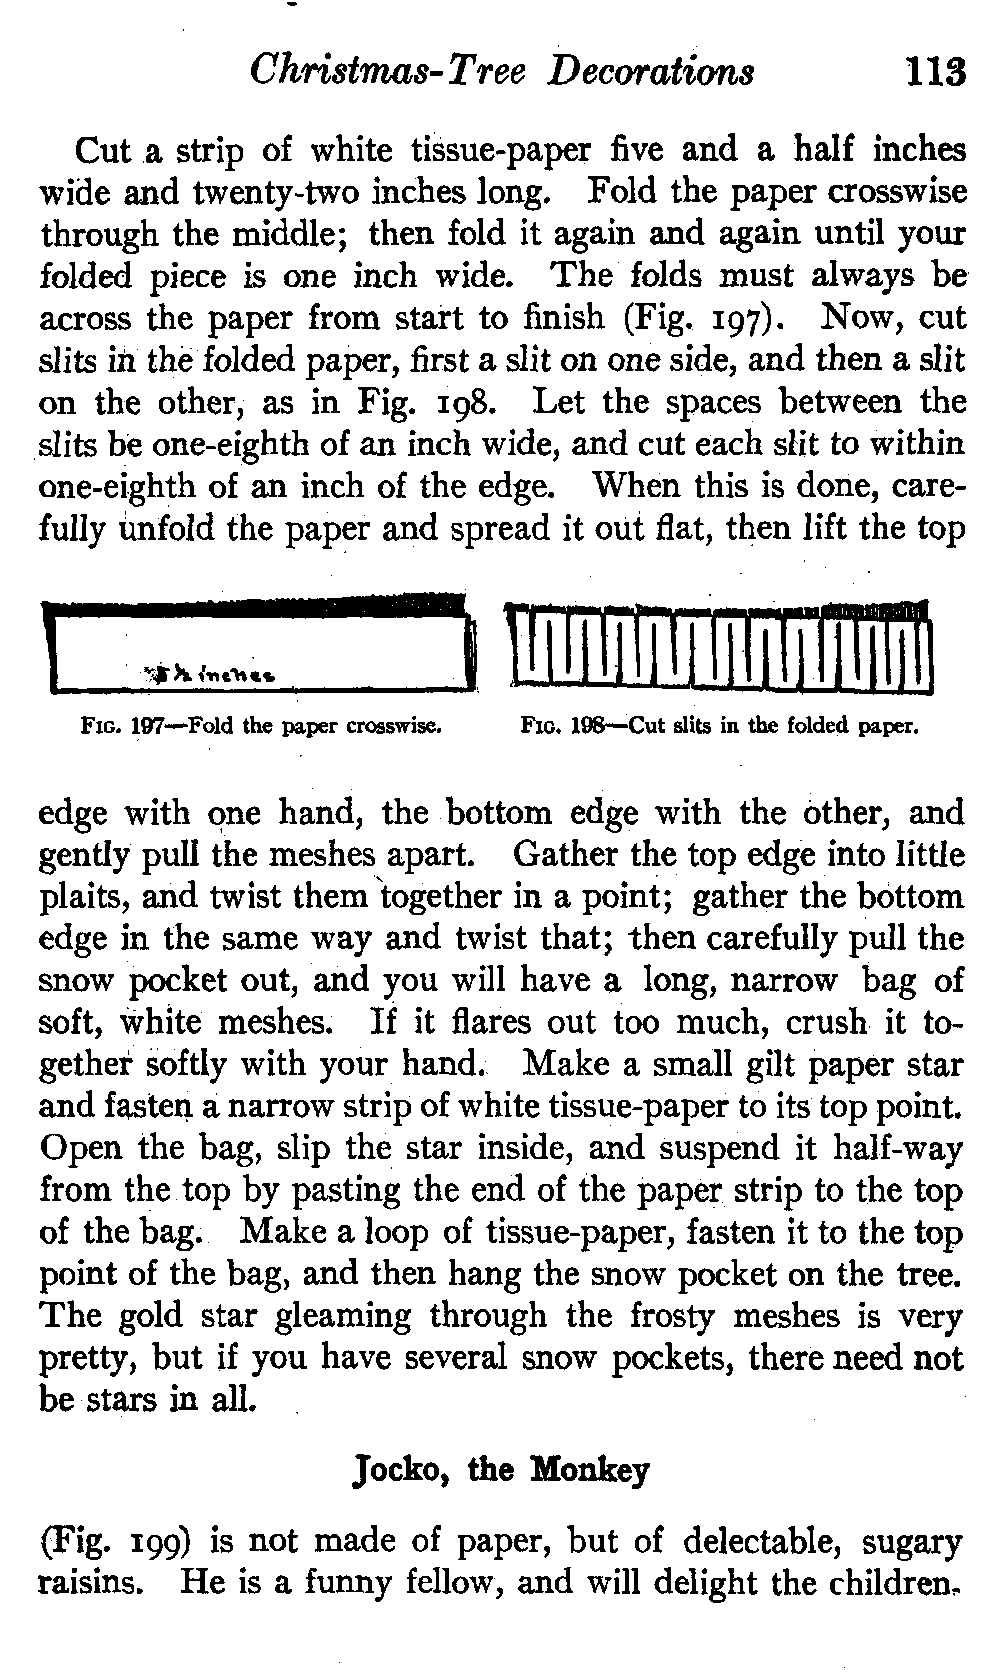 Christmas-Tree Decorations 113
Cut a strip of white tissue-paper five and a half inches
wide and twenty-two inches long. Fold the paper crosswise
through the middle; then fold it again and again until your
folded piece is one inch wide. The folds must always be
across the paper from start to finish (Fig. 197). Now, cut
slits in the folded paper, first a slit on one side, and then a slit
on the other, as in Fig. 198. Let the spaces between the
slits be one-eighth of an inch wide, and cut each slit to within
one-eighth of an inch of the edge. When this is done, care-
fully unfold the paper and spread it out flat, then lift the top
5½ inches
FIG. 197—Fold the paper crosswise.
FIG. 198—Cut slits in the folded paper.
edge with one hand, the bottom edge with the other, and
gently pull the meshes apart. Gather the top edge into little
plaits, and twist them together in a point; gather the bottom
edge in the same way and twist that; then carefully pull the
snow pocket out, and you will have a long, narrow bag of
soft, white meshes. If it flares out too much, crush it to-
gether softly with your hand. Make a small gilt paper star
and fasten a narrow strip of white tissue-paper to its top point.
Open the bag, slip the star inside, and suspend it half-way
from the top by pasting the end of the paper strip to the top
of the bag. Make a loop of tissue-paper, fasten it to the top
point of the bag, and then hang the snow pocket on the tree.
The gold star gleaming through the frosty meshes is very
pretty, but if you have several snow pockets, there need not
be stars in all.
Jocko, the Monkey
(Fig. 199) is not made of paper, but of delectable, sugary
raisins. He is a funny fellow, and will delight the children.